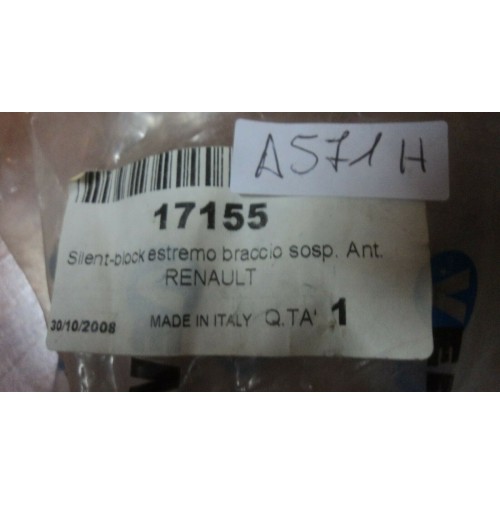 A571H
17155
Silent-block estremo braccio sosp. Ant.
RENAULT
30/10/2008 MADE IN ITALY Q.TA' 1